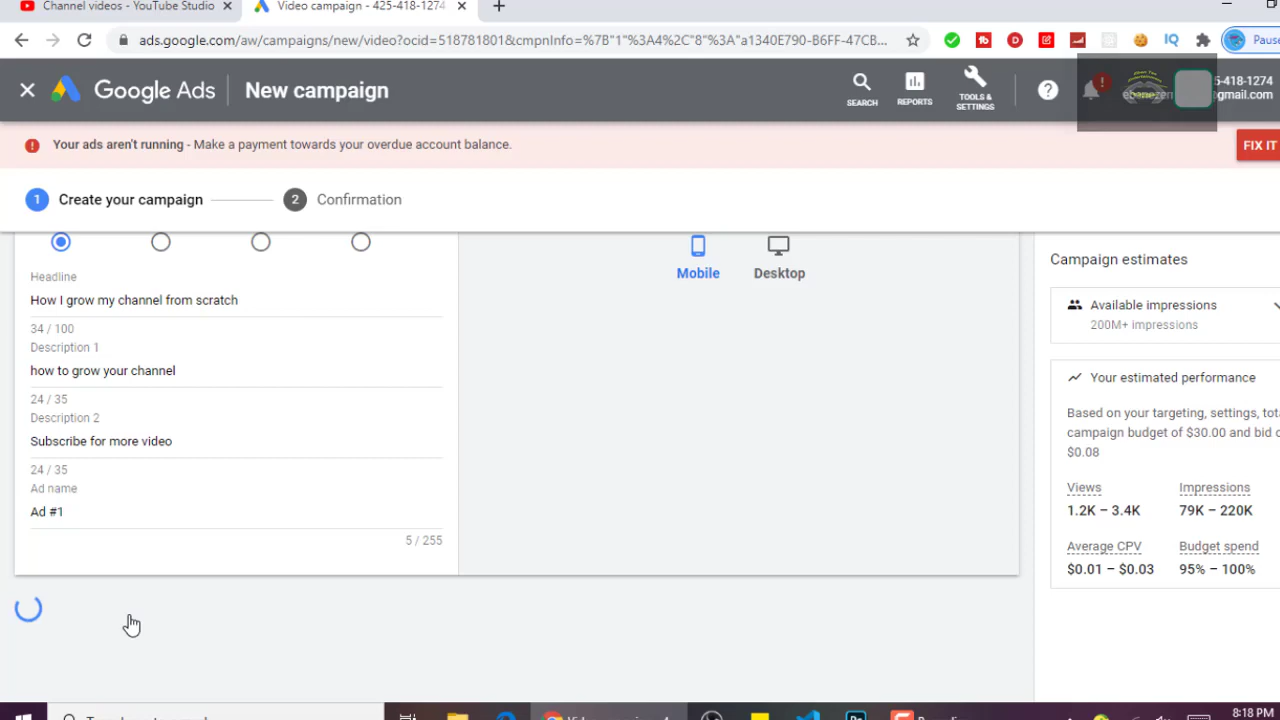 Channel videos - YouTube Studio
Video campaign - 425-418-1274
ads.google.com/aw/campaigns/new/video?ocid=518781801&cmpnInfo=%7B"1"%3A4%2C"8"%3A"a1340E790-B6FF-47CB...
Pause
Google Ads
New campaign
SEARCH
REPORTS
TOOLS &
SETTINGS
5-418-1274
gmail.com
Your ads aren't running - Make a payment towards your overdue account balance.
FIX IT
1 Create your campaign
2 Confirmation
Headline
How I grow my channel from scratch
34 / 100
Description 1
how to grow your channel
24 / 35
Description 2
Subscribe for more video
24 / 35
Ad name
Ad #1
5 / 255
Mobile
Desktop
Campaign estimates
Available impressions
200M+ impressions
Your estimated performance
Based on your targeting, settings, tot
campaign budget of $30.00 and bid o
$0.08
Views
Impressions
1.2K – 3.4K
79K – 220K
Average CPV
Budget spend
$0.01 – $0.03
95% – 100%
8:18 PM